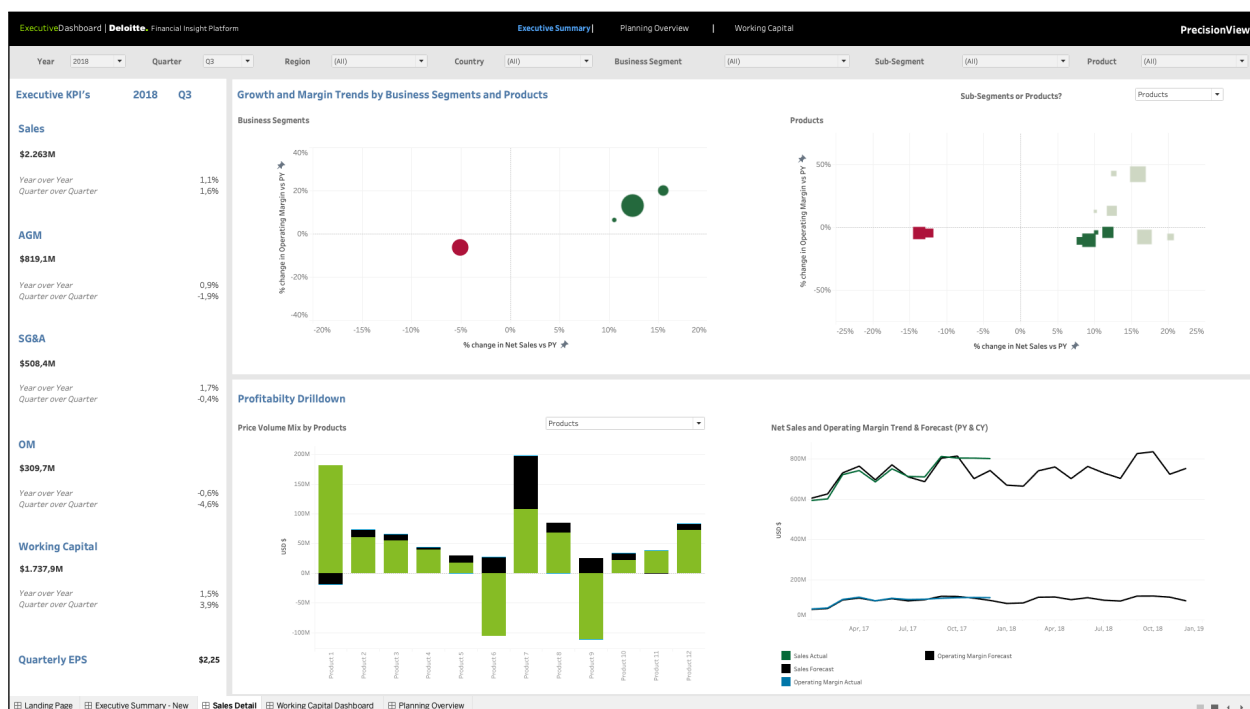 ExecutiveDashboard | Deloitte. Financial Insight Platform
Executive Summary| Planning Overview | Working Capital
PrecisionView
Year 2018 Quarter Q3 Region (All) Country (All) Business Segment (All) Sub-Segment (All) Product (All)
Executive KPI's 2018 Q3
Sales
$2.263M
Year over Year 1,1%
Quarter over Quarter 1,6%
AGM
$819,1M
Year over Year 0,9%
Quarter over Quarter -1,9%
SG&A
$508,4M
Year over Year 1,7%
Quarter over Quarter -0,4%
OM
$309,7M
Year over Year -0,6%
Quarter over Quarter -4,6%
Working Capital
$1.737,9M
Year over Year 1,5%
Quarter over Quarter 3,9%
Quarterly EPS $2,25
Growth and Margin Trends by Business Segments and Products
Sub-Segments or Products? Products
Business Segments
% change in Operating Margin vs PY
40%
20%
0%
-20%
-40%
-20% -15% -10% -5% 0% 5% 10% 15% 20%
% change in Net Sales vs PY
Products
% change in Operating Margin vs PY
50%
0%
-50%
-25% -20% -15% -10% -5% 0% 5% 10% 15% 20% 25%
% change in Net Sales vs PY
Profitabilty Drilldown
Price Volume Mix by Products
Products
USD $
200M
150M
100M
50M
0M
-50M
-100M
Product 1
Product 2
Product 3
Product 4
Product 5
Product 6
Product 7
Product 8
Product 9
Product 10
Product 11
Product 12
Net Sales and Operating Margin Trend & Forecast (PY & CY)
USD $
800M
600M
400M
200M
0M
Apr, 17 Jul, 17 Oct, 17 Jan, 18 Apr, 18 Jul, 18 Oct, 18 Jan, 19
Sales Actual
Sales Forecast
Operating Margin Actual
Operating Margin Forecast
Landing Page Executive Summary - New Sales Detail Working Capital Dashboard Planning Overview